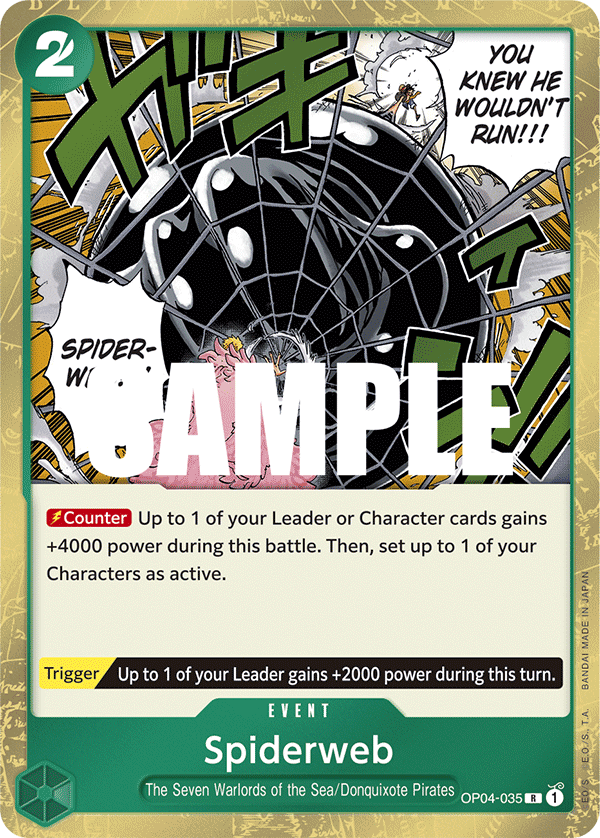 2
YOU
KNEW HE
WOULDN'T
RUN!!!
SPIDER-
SAMPLE
Counter Up to 1 of your Leader or Character cards gains
+4000 power during this battle. Then, set up to 1 of your
Characters as active.
Trigger Up to 1 of your Leader gains +2000 power during this turn.
EVENT
Spiderweb
The Seven Warlords of the Sea/Donquixote Pirates
OP04-035 R 1
©E.O./S, T.A. BANDAI MADE IN JAPAN